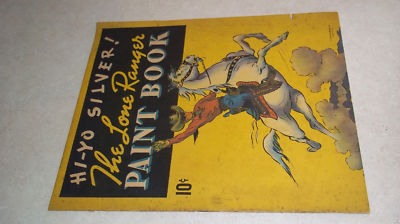 HI-YO SILVER!
The Lone Ranger
PAINT BOOK
10¢